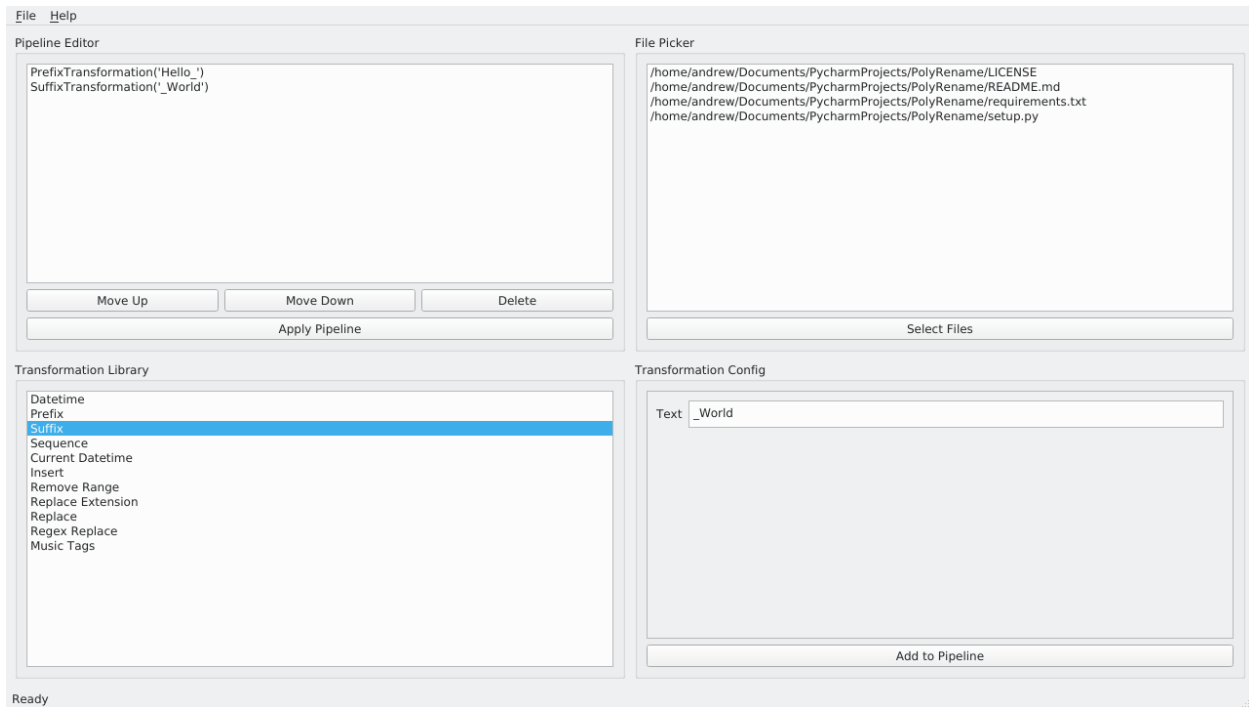 File Help
Pipeline Editor
PrefixTransformation('Hello_')
SuffixTransformation('_World')
Move Up
Move Down
Delete
Apply Pipeline
File Picker
/home/andrew/Documents/PycharmProjects/PolyRename/LICENSE
/home/andrew/Documents/PycharmProjects/PolyRename/README.md
/home/andrew/Documents/PycharmProjects/PolyRename/requirements.txt
/home/andrew/Documents/PycharmProjects/PolyRename/setup.py
Select Files
Transformation Library
Datetime
Prefix
Suffix
Sequence
Current Datetime
Insert
Remove Range
Replace Extension
Replace
Regex Replace
Music Tags
Transformation Config
Text _World
Add to Pipeline
Ready